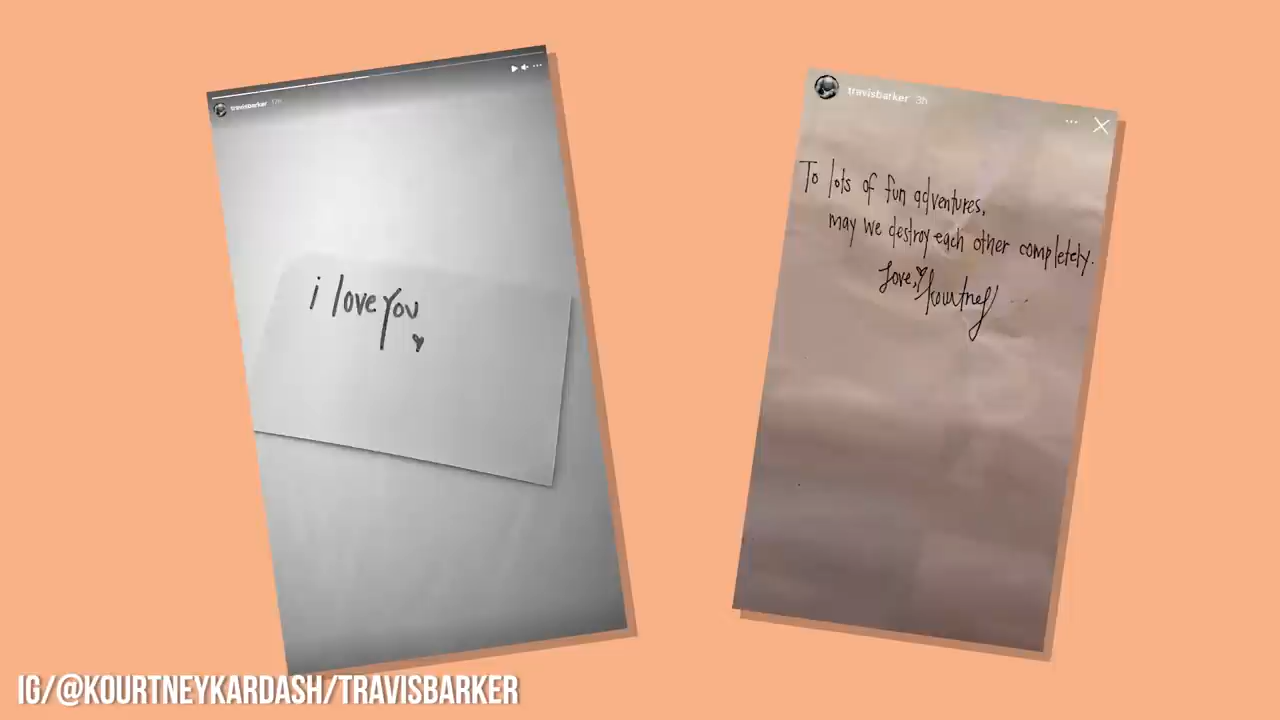 travisbarker 12h
i love you
travisbarker 3h
To lots of fun adventures,
may we destroy each other completely.
Love, kourtney
IG/@KOURTNEYKARDASH/TRAVISBARKER